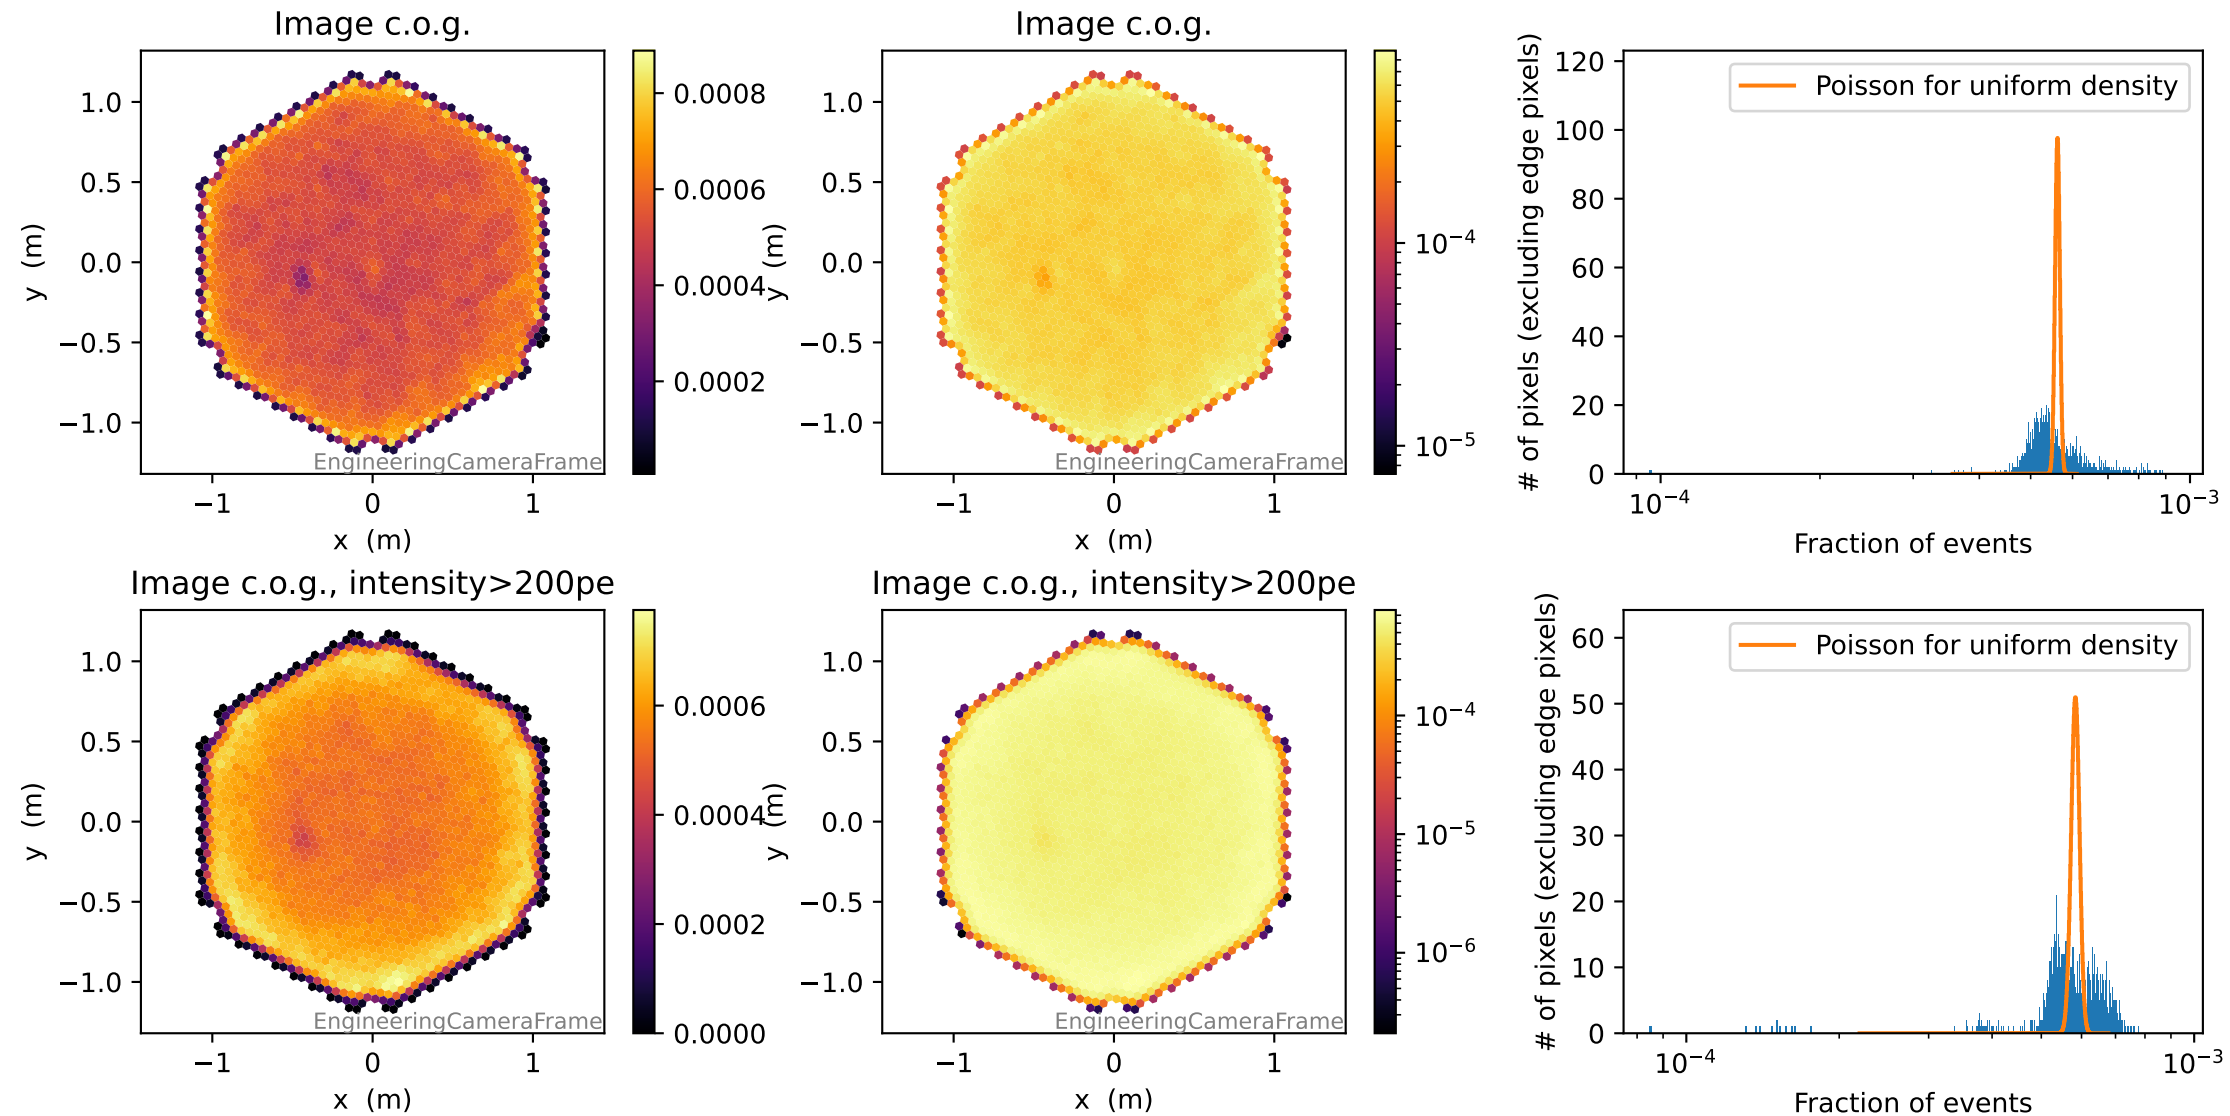 Image c.o.g.
1.0
0.5
0.0
−0.5
−1.0
y (m)
−1
0
1
x (m)
EngineeringCameraFrame
0.0008
0.0006
0.0004
0.0002
Image c.o.g.
1.0
0.5
0.0
−0.5
−1.0
y (m)
−1
0
1
x (m)
EngineeringCameraFrame
10⁻⁴
10⁻⁵
# of pixels (excluding edge pixels)
120
100
80
60
40
20
0
Poisson for uniform density
10⁻⁴
10⁻³
Fraction of events
Image c.o.g., intensity>200pe
1.0
0.5
0.0
−0.5
−1.0
y (m)
−1
0
1
x (m)
EngineeringCameraFrame
0.0006
0.0004
0.0002
0.0000
Image c.o.g., intensity>200pe
1.0
0.5
0.0
−0.5
−1.0
y (m)
−1
0
1
x (m)
EngineeringCameraFrame
10⁻⁴
10⁻⁵
10⁻⁶
# of pixels (excluding edge pixels)
60
50
40
30
20
10
0
Poisson for uniform density
10⁻⁴
10⁻³
Fraction of events